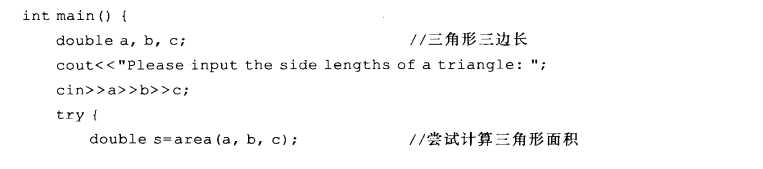 int main() {
double a, b, c; //三角形三边长
cout<<"Please input the side lengths of a triangle: ";
cin>>a>>b>>c;
try {
double s=area(a, b, c); //尝试计算三角形面积